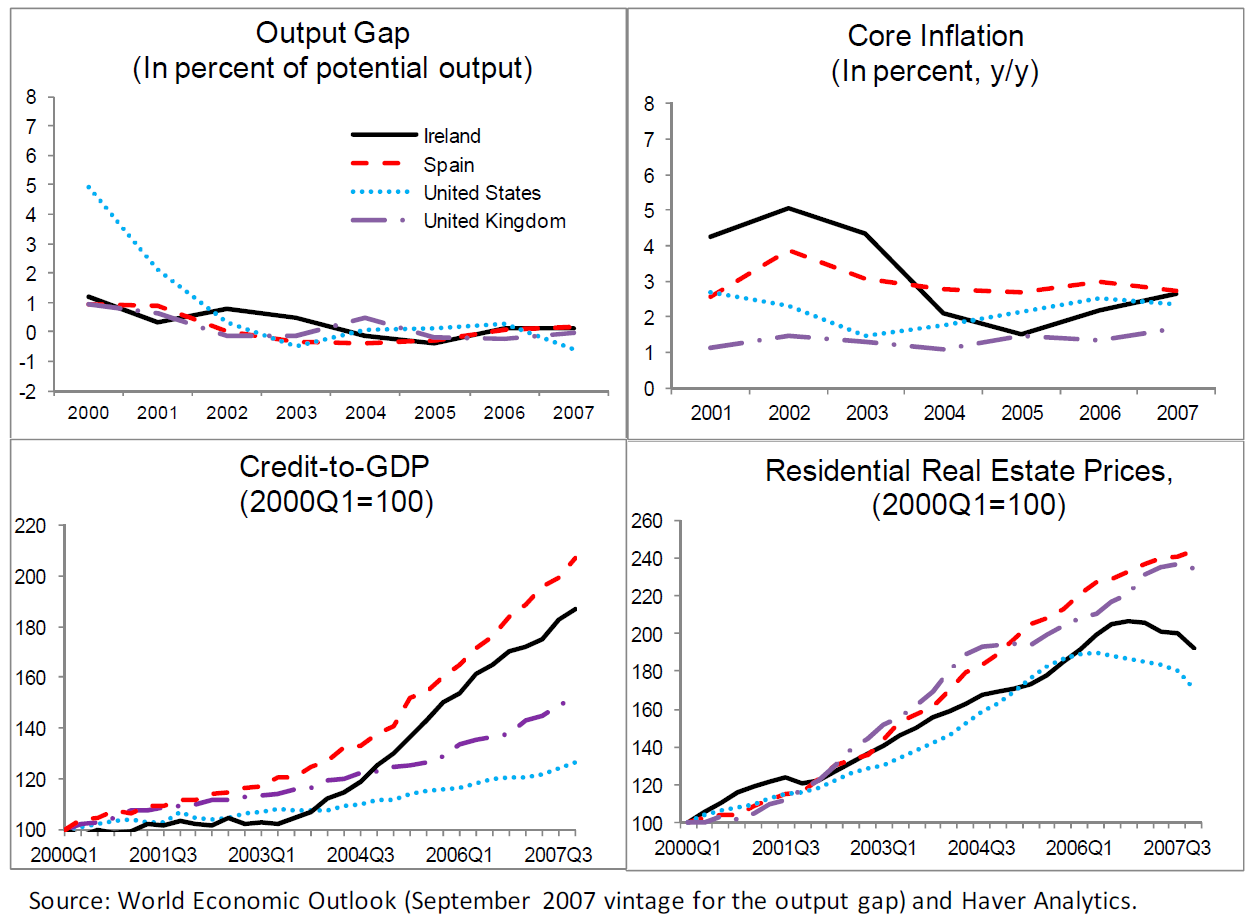 Output Gap
(In percent of potential output)
8
7
6
5
4
3
2
1
0
-1
-2
2000 2001 2002 2003 2004 2005 2006 2007
Ireland
Spain
United States
United Kingdom
Core Inflation
(In percent, y/y)
8
7
6
5
4
3
2
1
0
2001 2002 2003 2004 2005 2006 2007
Credit-to-GDP
(2000Q1=100)
220
200
180
160
140
120
100
2000Q1 2001Q3 2003Q1 2004Q3 2006Q1 2007Q3
Residential Real Estate Prices,
(2000Q1=100)
260
240
220
200
180
160
140
120
100
2000Q1 2001Q3 2003Q1 2004Q3 2006Q1 2007Q3
Source: World Economic Outlook (September 2007 vintage for the output gap) and Haver Analytics.